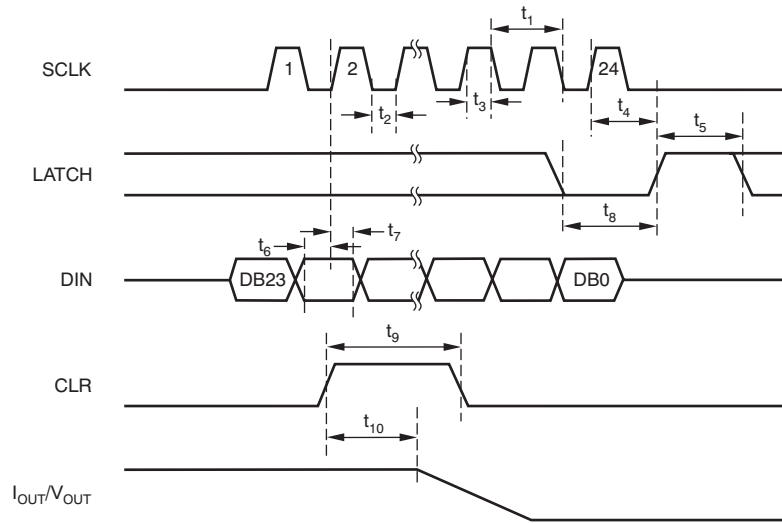 t1
SCLK 1 2 24
t2 t3 t4 t5
LATCH
t8
t6 t7
DIN DB23 DB0
t9
CLR
t10
IOUT/VOUT